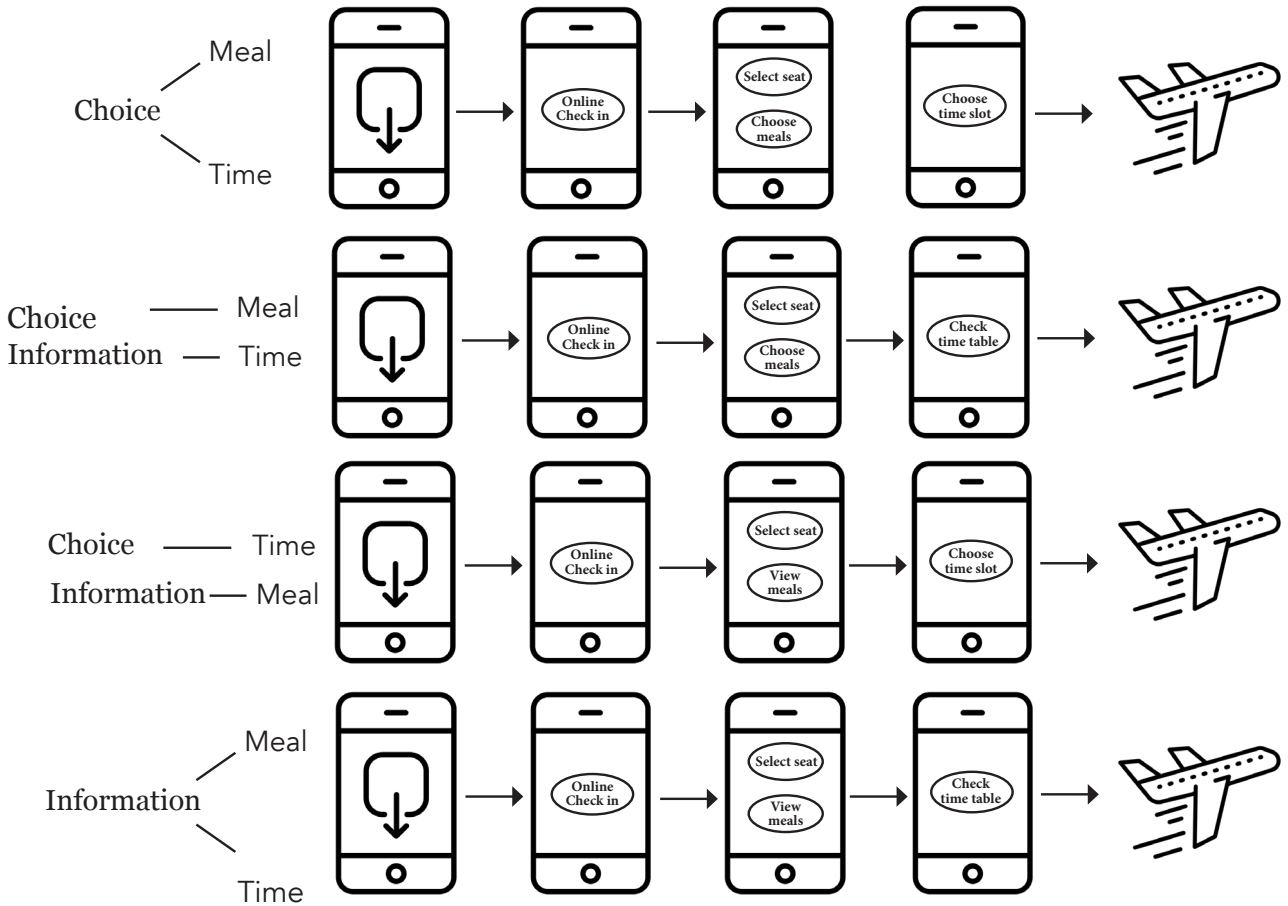 Meal
Choice
Time
Online
Check in
Select seat
Choose
meals
Choose
time slot
Choice
Meal
Information
Time
Online
Check in
Select seat
Choose
meals
Check
time table
Choice
Time
Information
Meal
Online
Check in
Select seat
View
meals
Choose
time slot
Meal
Information
Time
Online
Check in
Select seat
View
meals
Check
time table